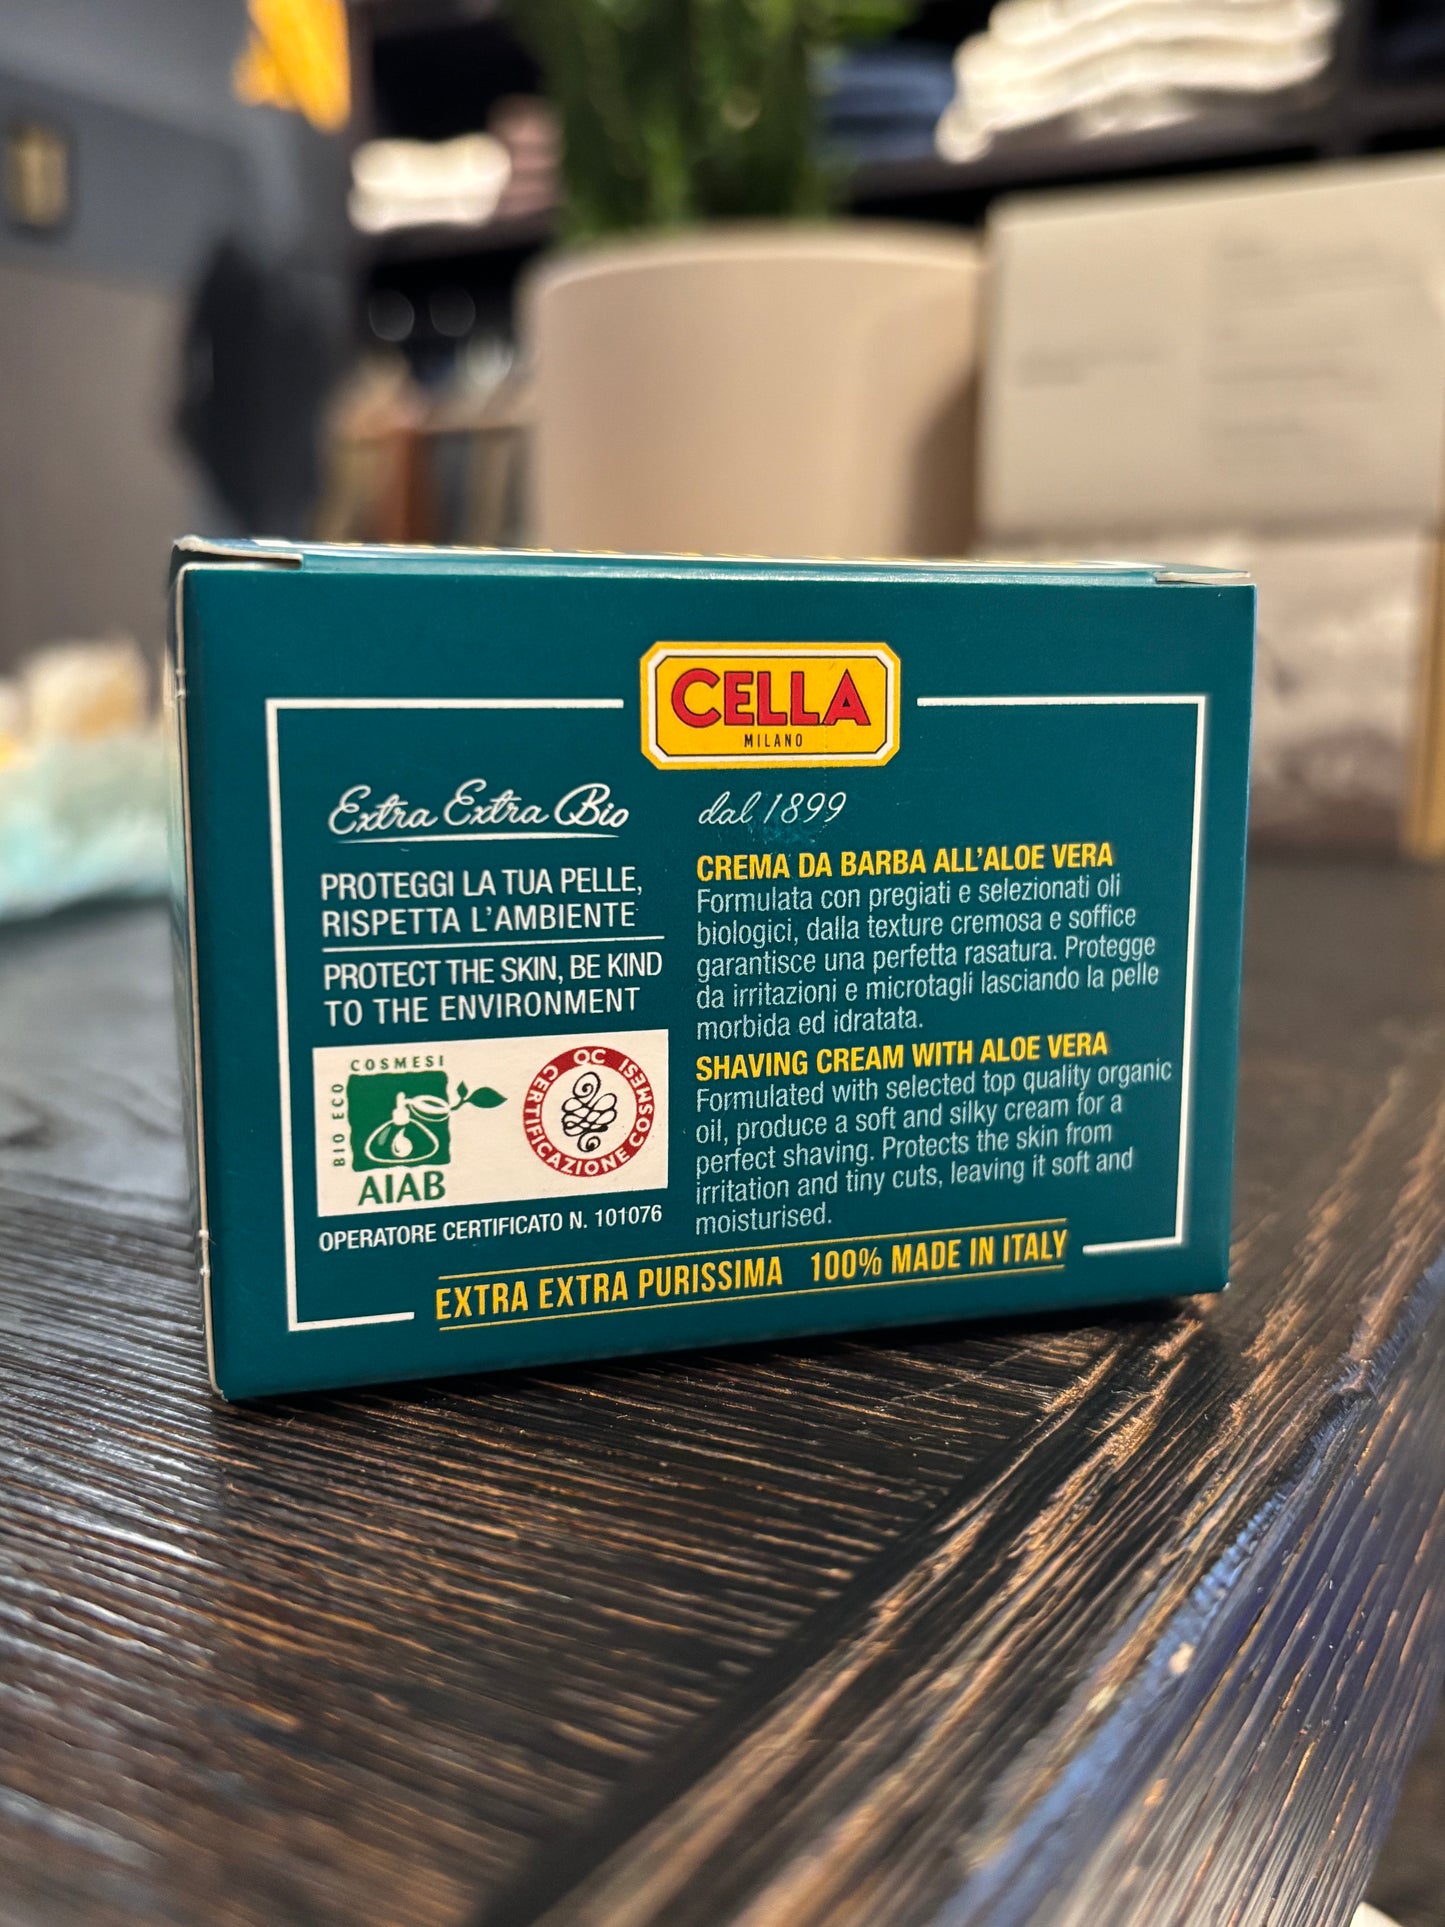 CELLA
MILANO
Extra Extra Bio
PROTEGGI LA TUA PELLE,
RISPETTA L'AMBIENTE
PROTECT THE SKIN, BE KIND
TO THE ENVIRONMENT
COSMESI
BIO ECO
AIAB
QC
CERTIFICAZIONE COSMESI
OPERATORE CERTIFICATO N. 101076
dal 1899
CREMA DA BARBA ALL'ALOE VERA
Formulata con pregiati e selezionati oli
biologici, dalla texture cremosa e soffice
garantisce una perfetta rasatura. Protegge
da irritazioni e microtagli lasciando la pelle
morbida ed idratata.
SHAVING CREAM WITH ALOE VERA
Formulated with selected top quality organic
oil, produce a soft and silky cream for a
perfect shaving. Protects the skin from
irritation and tiny cuts, leaving it soft and
moisturised.
EXTRA EXTRA PURISSIMA 100% MADE IN ITALY